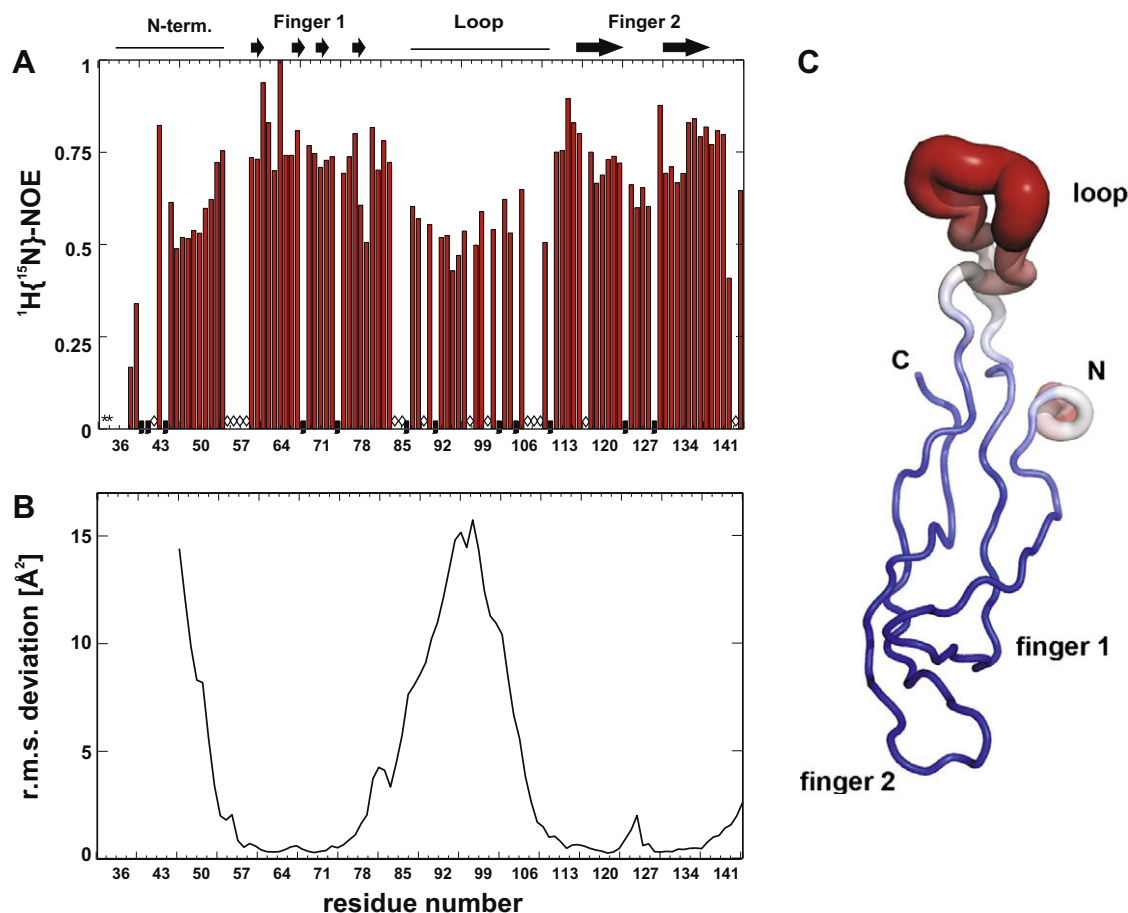 N-term. Finger 1 Loop Finger 2
A
¹H{¹⁵N}-NOE
1
0.75
0.5
0.25
0
**
36 43 50 57 64 71 78 85 92 99 106 113 120 127 134 141
B
r.m.s. deviation [Å²]
15
10
5
0
36 43 50 57 64 71 78 85 92 99 106 113 120 127 134 141
residue number
C
loop
C
N
finger 1
finger 2